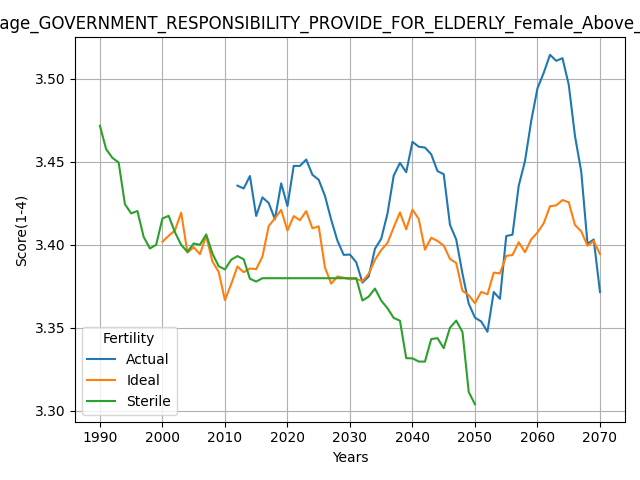 age_GOVERNMENT_RESPONSIBILITY_PROVIDE_FOR_ELDERLY_Female_Above_
3.50
3.45
3.40
3.35
3.30
Score(1-4)
Fertility
Actual
Ideal
Sterile
1990 2000 2010 2020 2030 2040 2050 2060 2070
Years